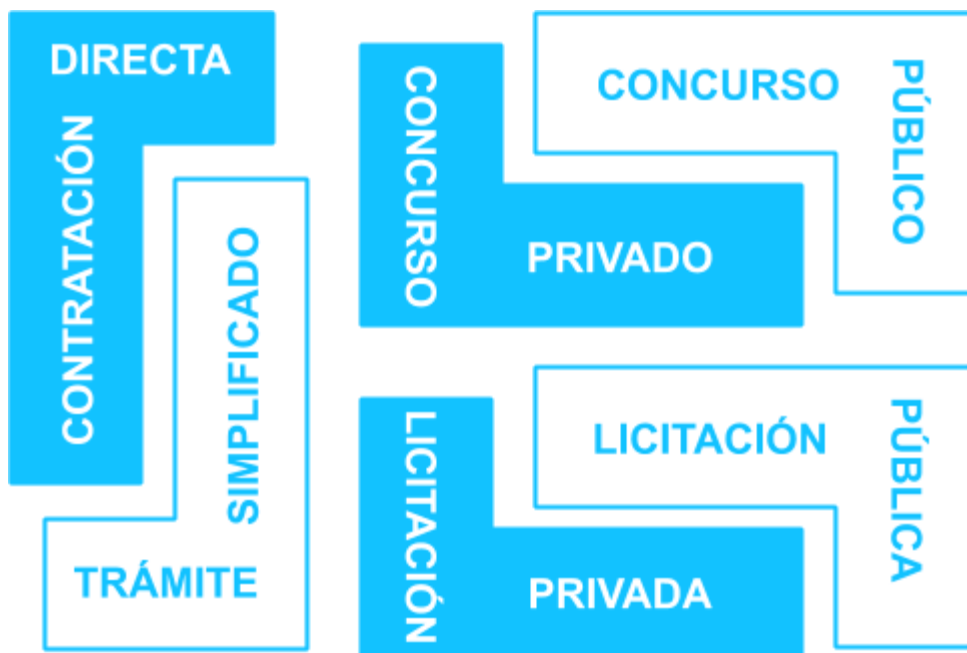 DIRECTA
CONTRATACIÓN
SIMPLIFICADO
TRÁMITE
CONCURSO
PRIVADO
CONCURSO
PÚBLICO
LICITACIÓN
PRIVADA
LICITACIÓN
PÚBLICA